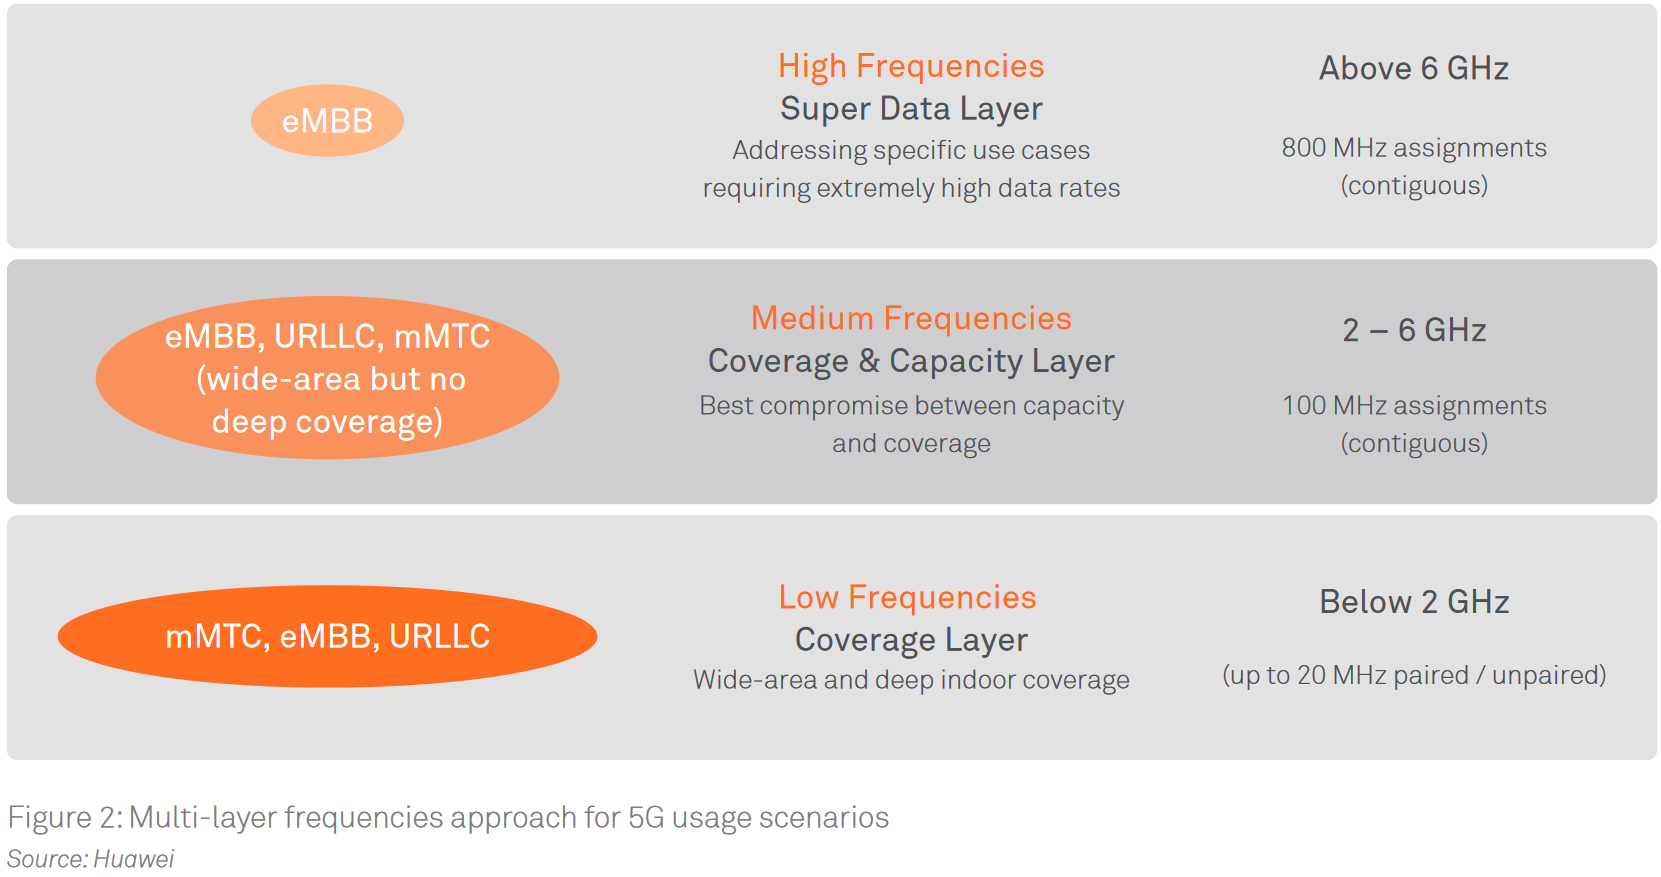 eMBB
High Frequencies
Super Data Layer
Addressing specific use cases
requiring extremely high data rates
Above 6 GHz
800 MHz assignments
(contiguous)
eMBB, URLLC, mMTC
(wide-area but no
deep coverage)
Medium Frequencies
Coverage & Capacity Layer
Best compromise between capacity
and coverage
2 – 6 GHz
100 MHz assignments
(contiguous)
mMTC, eMBB, URLLC
Low Frequencies
Coverage Layer
Wide-area and deep indoor coverage
Below 2 GHz
(up to 20 MHz paired / unpaired)
Figure 2: Multi-layer frequencies approach for 5G usage scenarios
Source: Huawei